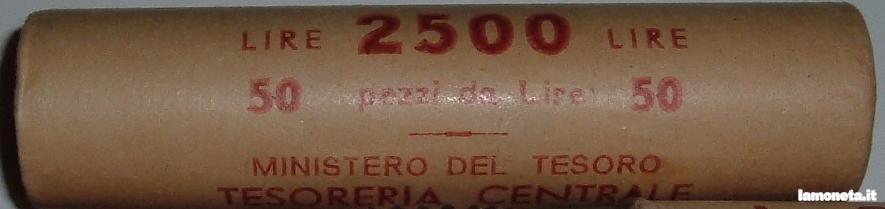 LIRE 2500 LIRE
50 pezzi da Lire 50
MINISTERO DEL TESORO
TESORERIA CENTRALE
lamoneta.it